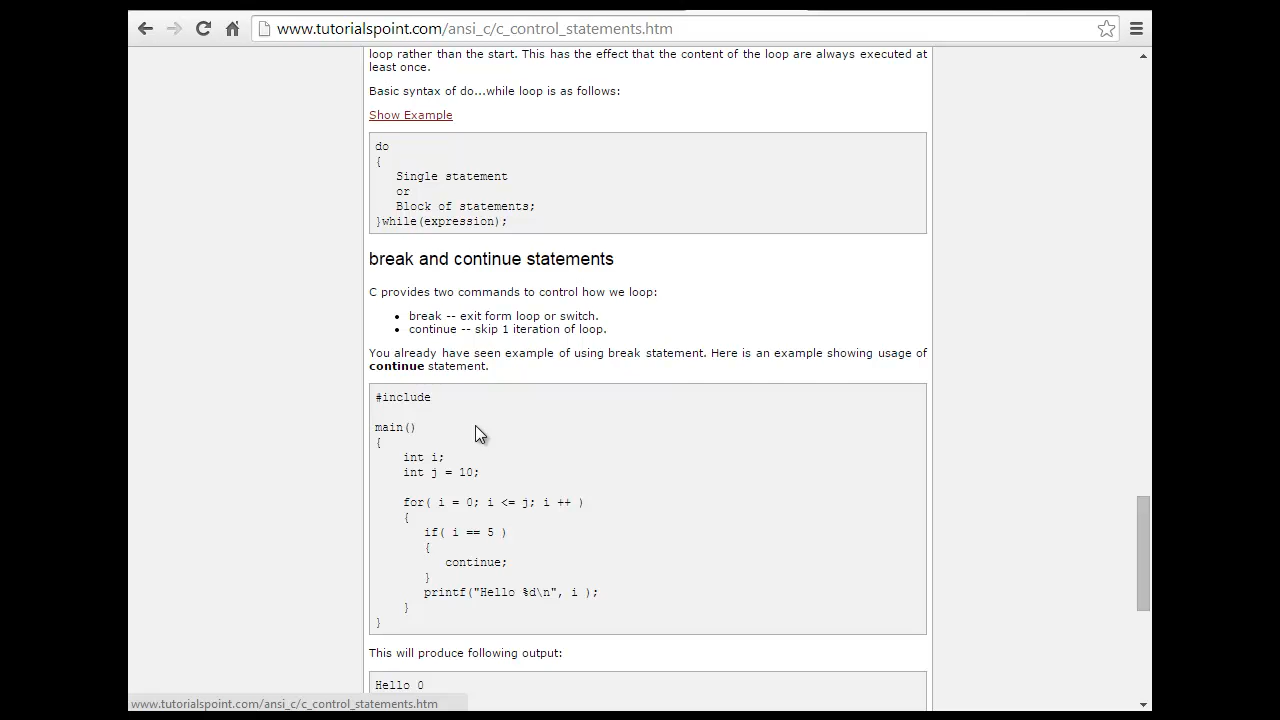 www.tutorialspoint.com/ansi_c/c_control_statements.htm
loop rather than the start. This has the effect that the content of the loop are always executed at
least once.
Basic syntax of do...while loop is as follows:
Show Example
do
{
   Single statement
   or
   Block of statements;
}while(expression);
break and continue statements
C provides two commands to control how we loop:
• break -- exit form loop or switch.
• continue -- skip 1 iteration of loop.
You already have seen example of using break statement. Here is an example showing usage of
continue statement.
#include
main()
{
    int i;
    int j = 10;
    for( i = 0; i <= j; i ++ )
    {
       if( i == 5 )
       {
          continue;
       }
       printf("Hello %d\n", i );
    }
}
This will produce following output:
Hello 0
www.tutorialspoint.com/ansi_c/c_control_statements.htm